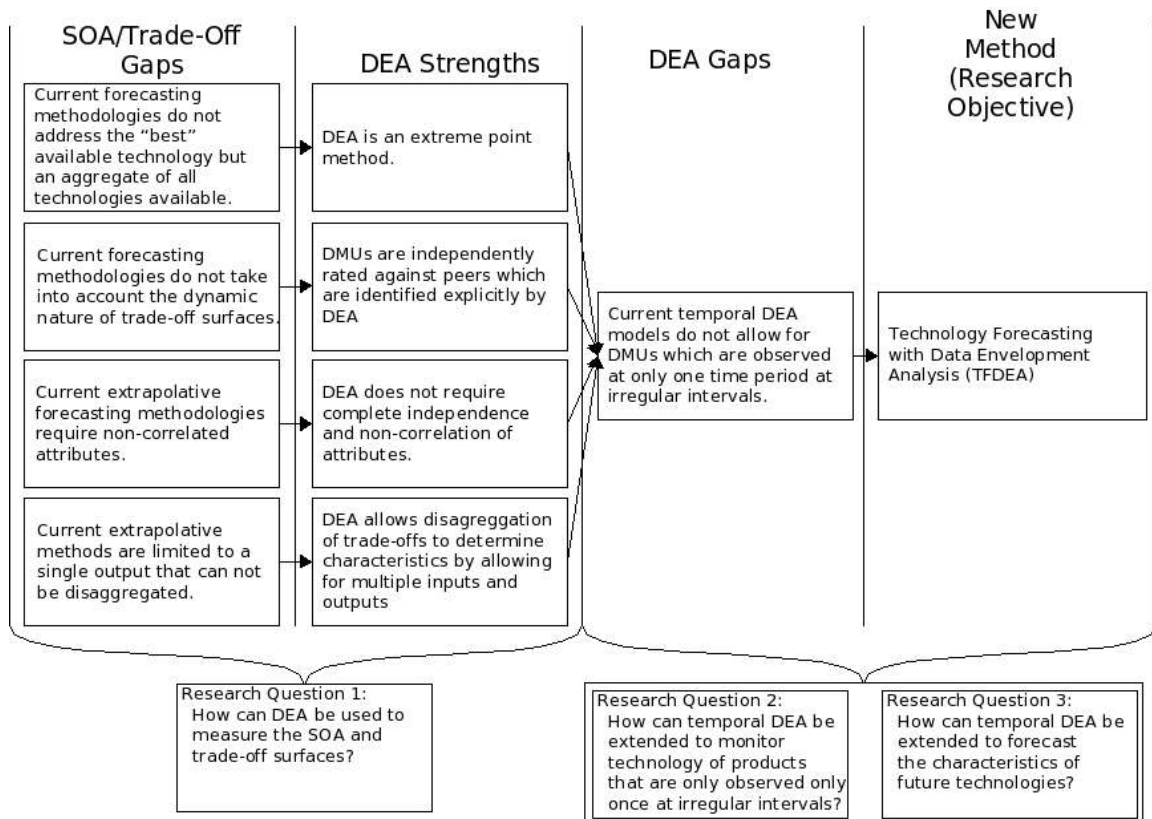 SOA/Trade-Off
Gaps
DEA Strengths
DEA Gaps
New
Method
(Research
Objective)
Current forecasting
methodologies do not
address the “best”
available technology but
an aggregate of all
technologies available.
DEA is an extreme point
method.
Current forecasting
methodologies do not take
into account the dynamic
nature of trade-off surfaces.
DMUs are independently
rated against peers which
are identified explicitly by
DEA
Current extrapolative
forecasting methodologies
require non-correlated
attributes.
DEA does not require
complete independence
and non-correlation of
attributes.
Current extrapolative
methods are limited to a
single output that can not
be disaggregated.
DEA allows disagreggation
of trade-offs to determine
characteristics by allowing
for multiple inputs and
outputs
Current temporal DEA
models do not allow for
DMUs which are observed
at only one time period at
irregular intervals.
Technology Forecasting
with Data Envelopment
Analysis (TFDEA)
Research Question 1:
How can DEA be used to
measure the SOA and
trade-off surfaces?
Research Question 2:
How can temporal DEA be
extended to monitor
technology of products
that are only observed only
once at irregular intervals?
Research Question 3:
How can temporal DEA be
extended to forecast
the characteristics of
future technologies?